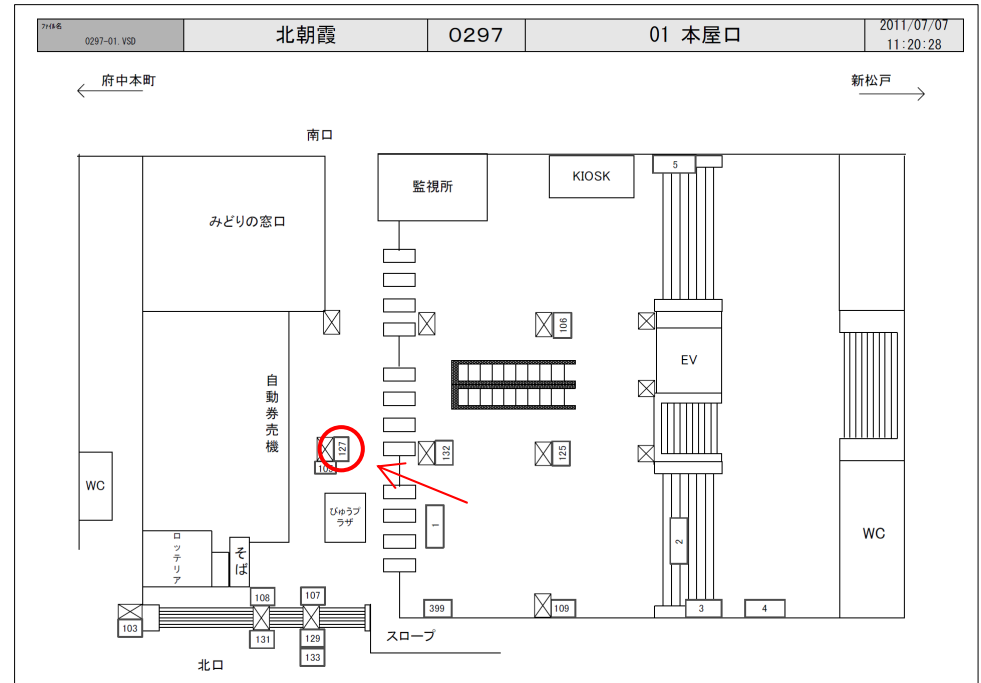 ﾌｧｲﾙ名
0297-01.VSD
北朝霞
0297
01 本屋口
2011/07/07
11:20:28
府中本町
新松戸
南口
監視所
KIOSK
5
みどりの窓口
106
EV
自動券売機
127
132
125
WC
びゅうプ
ラザ
1
2
WC
ロッテリア
そば
108
107
399
109
3
4
103
131
129
133
スロープ
北口